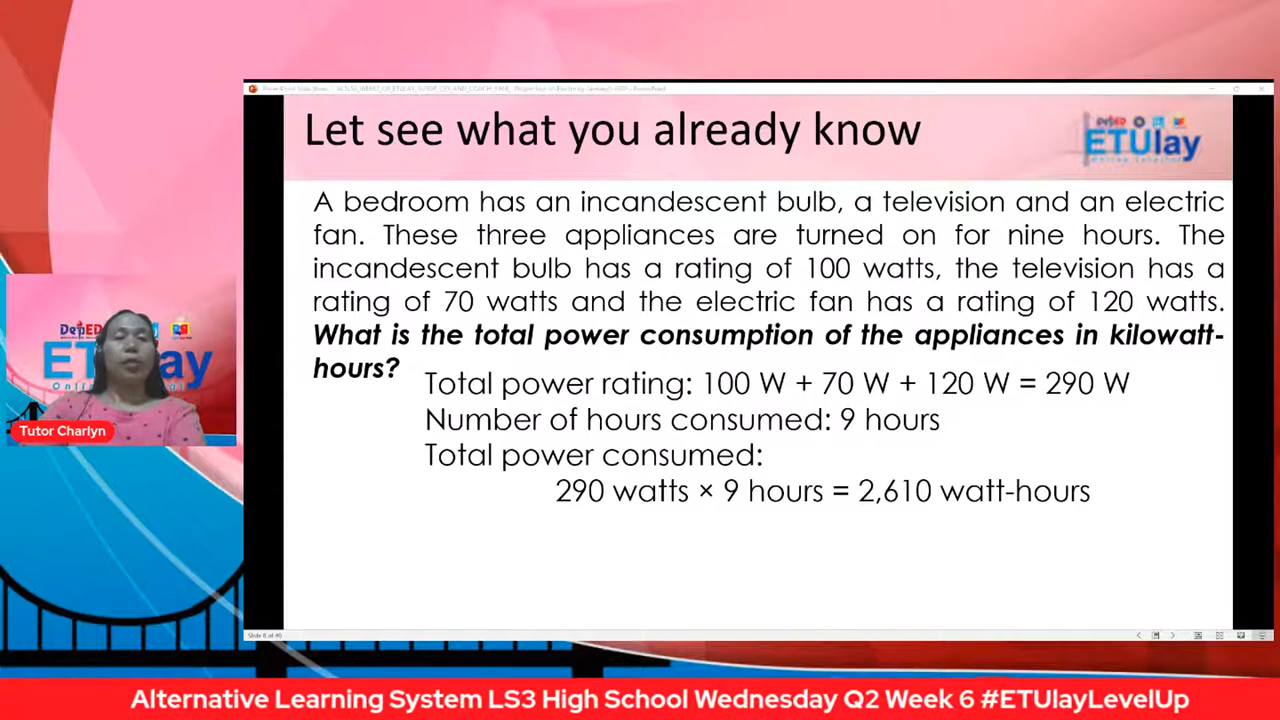 Let see what you already know
DepED
ETUlay
A bedroom has an incandescent bulb, a television and an electric
fan. These three appliances are turned on for nine hours. The
incandescent bulb has a rating of 100 watts, the television has a
rating of 70 watts and the electric fan has a rating of 120 watts.
What is the total power consumption of the appliances in kilowatt-
hours?
Total power rating: 100 W + 70 W + 120 W = 290 W
Number of hours consumed: 9 hours
Total power consumed:
290 watts × 9 hours = 2,610 watt-hours
DepED
Tutor Charlyn
Alternative Learning System LS3 High School Wednesday Q2 Week 6 #ETUlayLevelUp